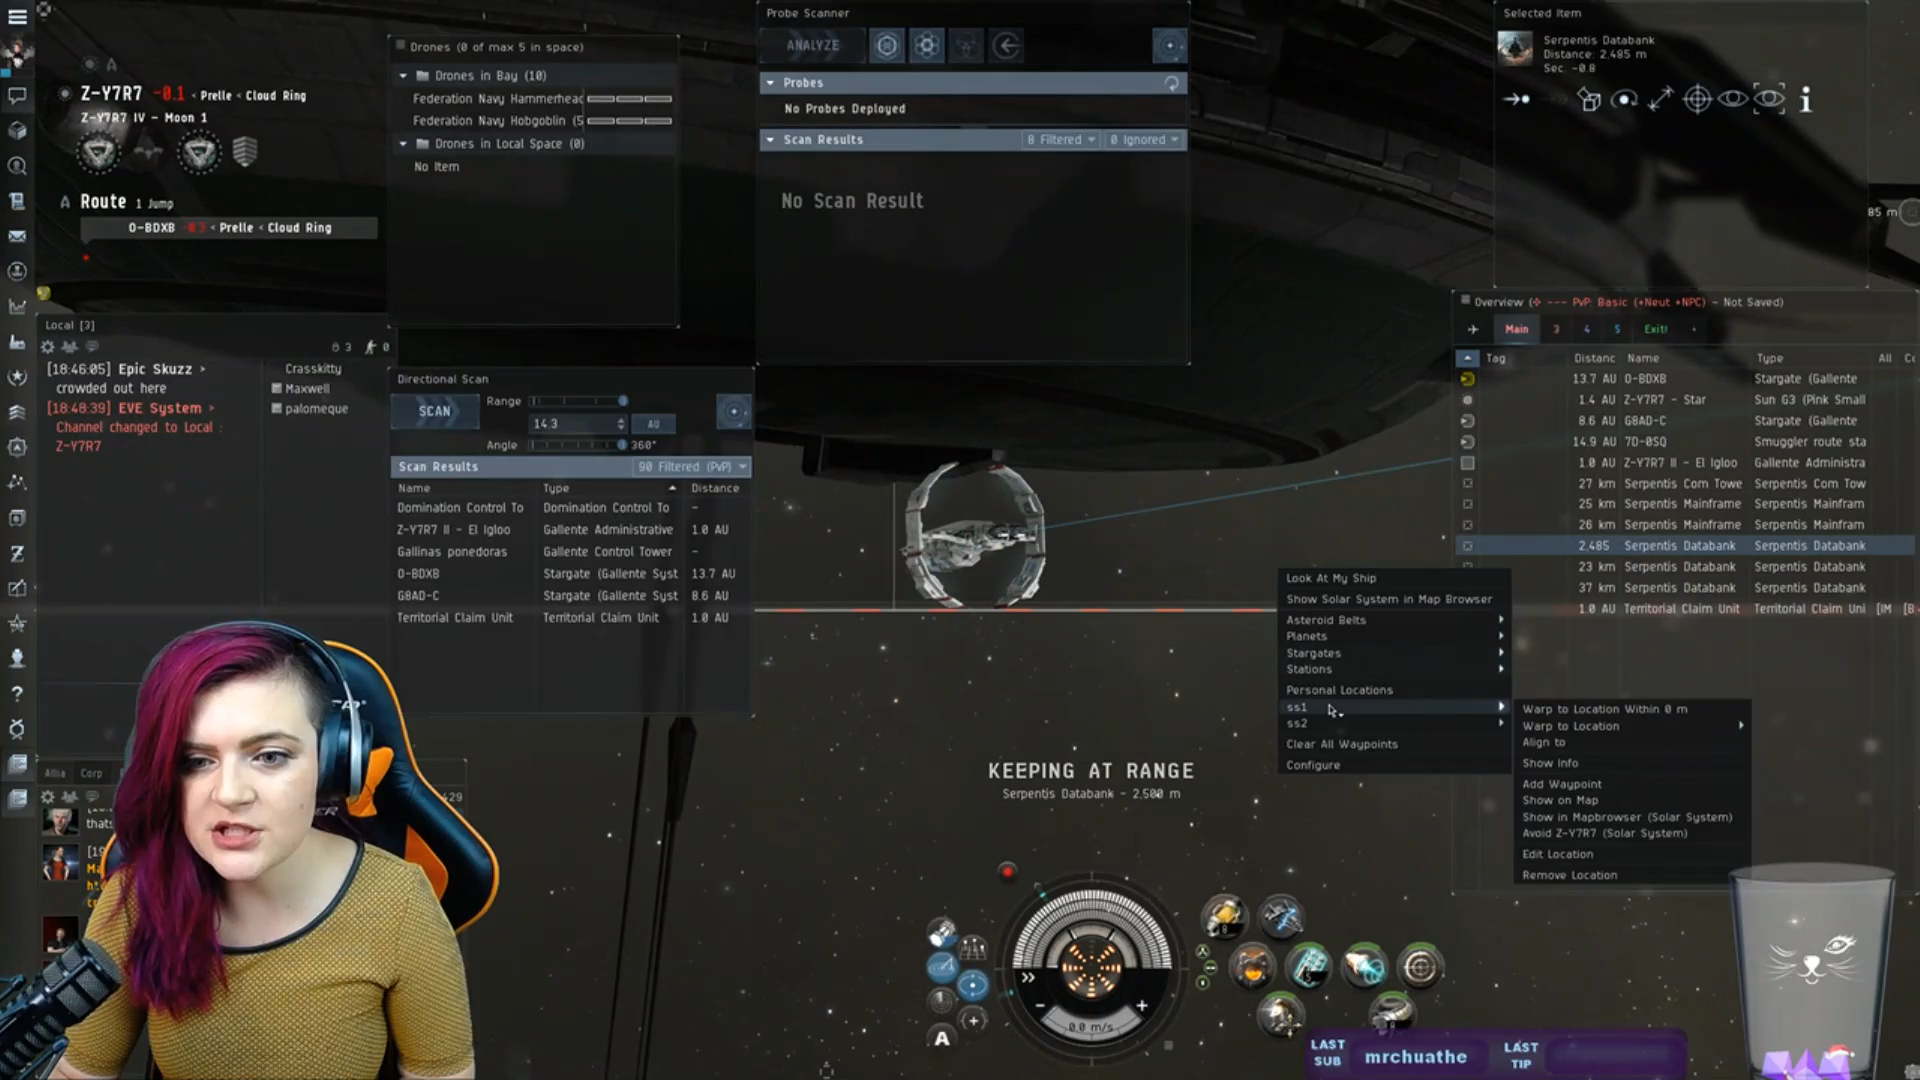 Z-Y7R7 -0.1 < Prelle < Cloud Ring
Z-Y7R7 IV - Moon 1
A Route 1 Jump
O-BDXB < Prelle < Cloud Ring
Local [3]
3
0
[18:46:05] Epic Skuzz >
crowded out here
[18:48:39] EVE System >
Channel changed to Local :
Z-Y7R7
Crasskitty
Maxwell
palomeque
Drones (0 of max 5 in space)
Drones in Bay (10)
Federation Navy Hammerheac
Federation Navy Hobgoblin (5
Drones in Local Space (0)
No Item
Directional Scan
SCAN
Range
14.3
AU
Angle
360°
Scan Results
90 Filtered (PvP)
Name Type Distance
Domination Control To Domination Control To -
Z-Y7R7 II - El Igloo Gallente Administrative 1.0 AU
Gallinas ponedoras Gallente Control Tower -
O-BDXB Stargate (Gallente Syst 13.7 AU
G8AD-C Stargate (Gallente Syst 8.6 AU
Territorial Claim Unit Territorial Claim Unit 1.0 AU
Probe Scanner
ANALYZE
Probes
No Probes Deployed
Scan Results
8 Filtered
0 Ignored
No Scan Result
Selected Item
Serpentis Databank
Distance: 2,485 m
Sec. -0.8
85 m
Overview ( --- PvP: Basic (+Neut +NPC) - Not Saved)
Main 3 4 5 Exit! +
Tag Distanc Name Type All
13.7 AU O-BDXB Stargate (Gallente
1.4 AU Z-Y7R7 - Star Sun G3 (Pink Small
8.6 AU G8AD-C Stargate (Gallente
14.9 AU 7D-0SQ Smuggler route sta
1.0 AU Z-Y7R7 II - El Igloo Gallente Administra
27 km Serpentis Com Towe Serpentis Com Tow
25 km Serpentis Mainframe Serpentis Mainfram
26 km Serpentis Mainframe Serpentis Mainfram
2,485 Serpentis Databank Serpentis Databank
23 km Serpentis Databank Serpentis Databank
37 km Serpentis Databank Serpentis Databank
1.0 AU Territorial Claim Unit Territorial Claim Uni [IM
Look At My Ship
Show Solar System in Map Browser
Asteroid Belts
Planets
Stargates
Stations
Personal Locations
ss1
ss2
Clear All Waypoints
Configure
Warp to Location Within 0 m
Warp to Location
Align to
Show Info
Add Waypoint
Show on Map
Show in Mapbrowser (Solar System)
Avoid Z-Y7R7 (Solar System)
Edit Location
Remove Location
KEEPING AT RANGE
Serpentis Databank - 2,500 m
Allia Corp
thats
0.0 m/s
A
LAST SUB
mrchuathe
LAST TIP